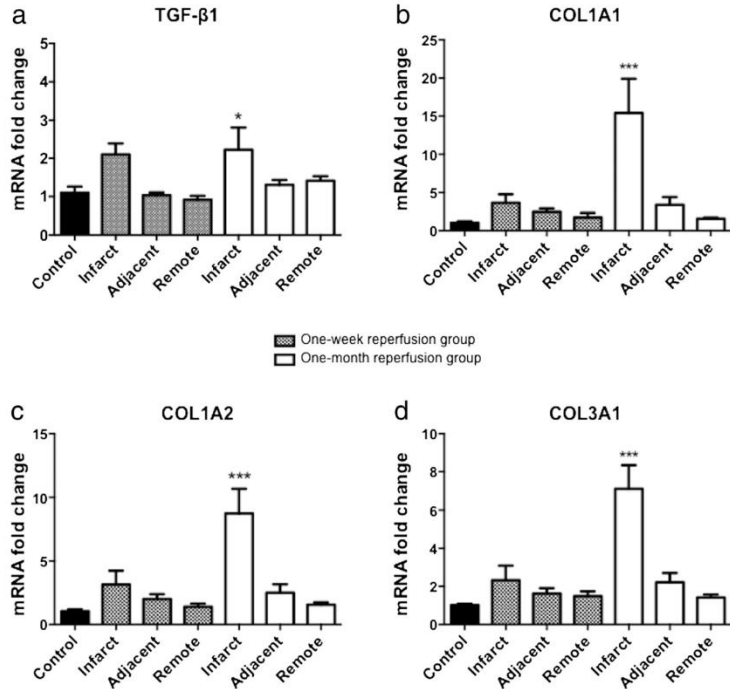 a
TGF-β1
mRNA fold change
5
4
3
2
1
0
*
Control
Infarct
Adjacent
Remote
Infarct
Adjacent
Remote
b
COL1A1
mRNA fold change
25
20
15
10
5
0
***
Control
Infarct
Adjacent
Remote
Infarct
Adjacent
Remote
One-week reperfusion group
One-month reperfusion group
c
COL1A2
mRNA fold change
15
10
5
0
***
Control
Infarct
Adjacent
Remote
Infarct
Adjacent
Remote
d
COL3A1
mRNA fold change
10
8
6
4
2
0
***
Control
Infarct
Adjacent
Remote
Infarct
Adjacent
Remote